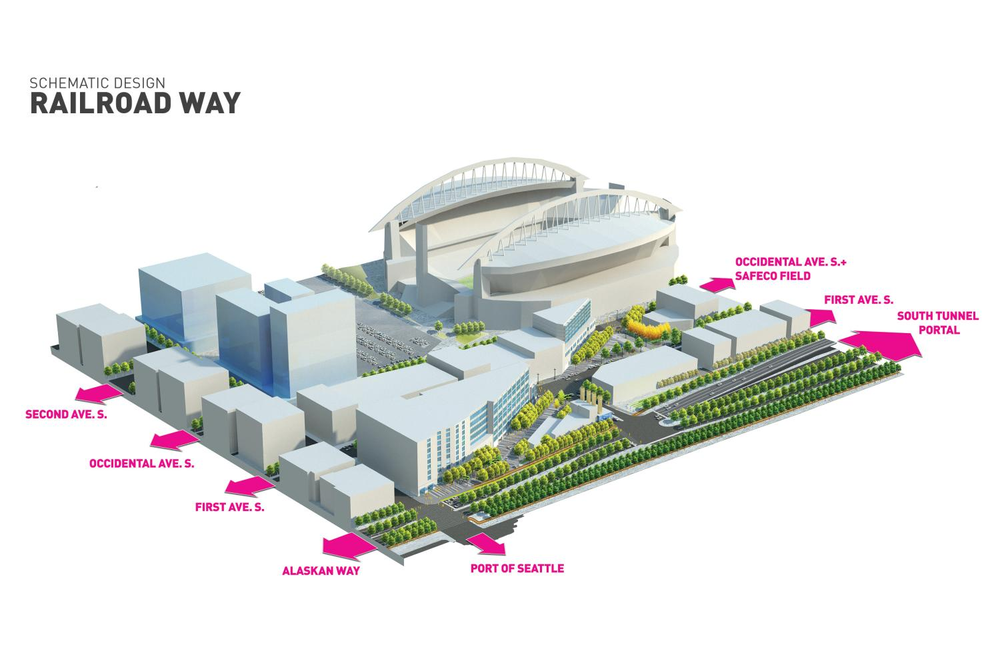 SCHEMATIC DESIGN
RAILROAD WAY
OCCIDENTAL AVE. S.+
SAFECO FIELD
FIRST AVE. S.
SOUTH TUNNEL
PORTAL
SECOND AVE. S.
OCCIDENTAL AVE. S.
FIRST AVE. S.
ALASKAN WAY
PORT OF SEATTLE